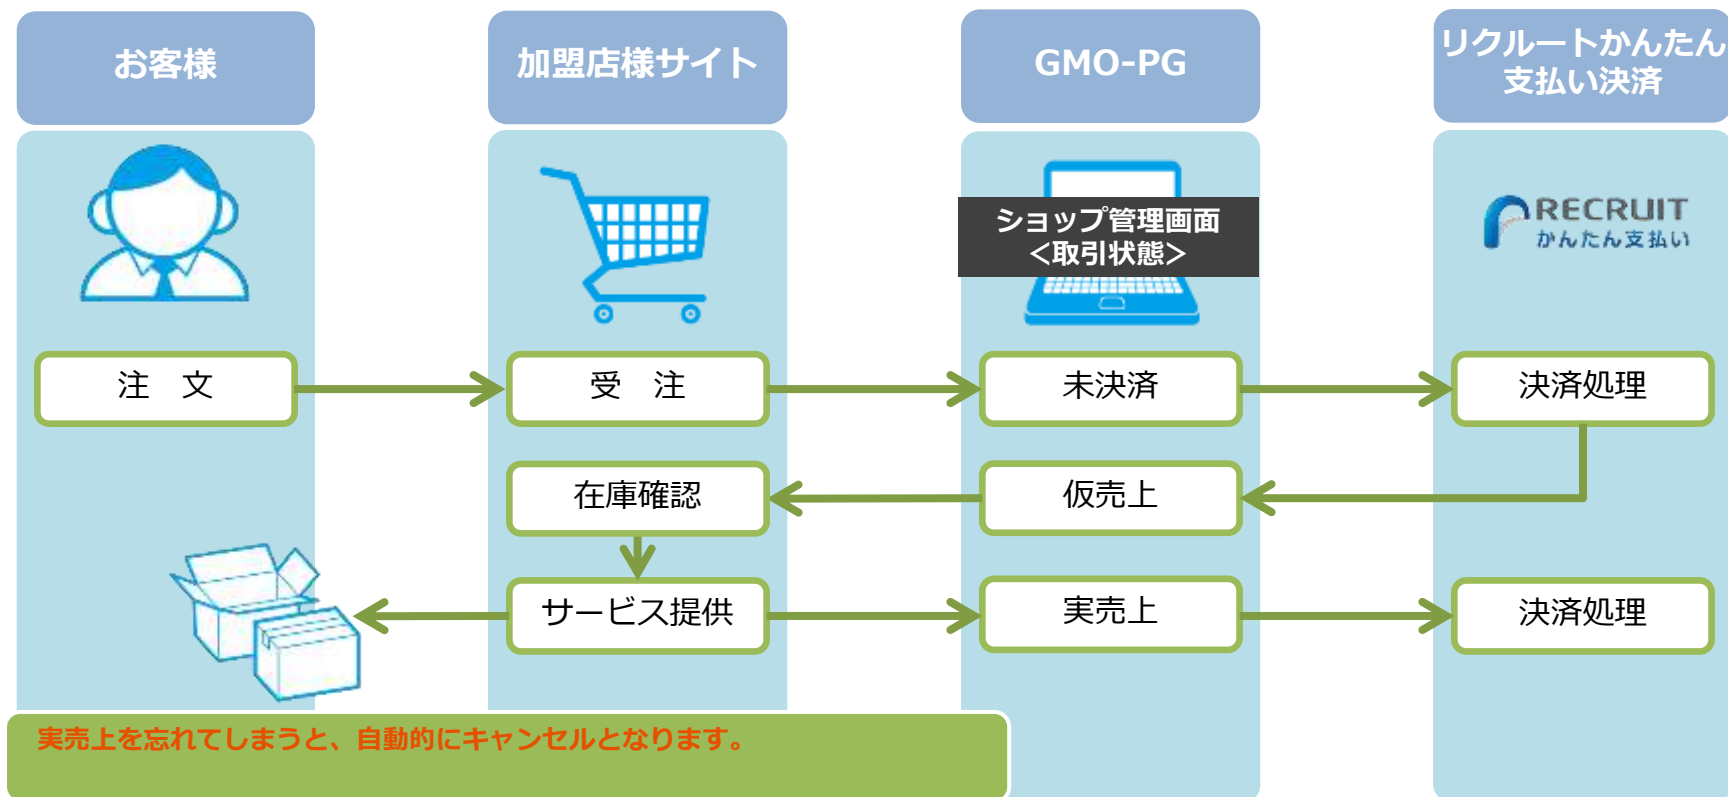 お客様
加盟店様サイト
GMO-PG
リクルートかんたん
支払い決済
ショップ管理画面
<取引状態>
RECRUIT
かんたん支払い
注　文
受　注
未決済
決済処理
在庫確認
仮売上
サービス提供
実売上
決済処理
実売上を忘れてしまうと、自動的にキャンセルとなります。